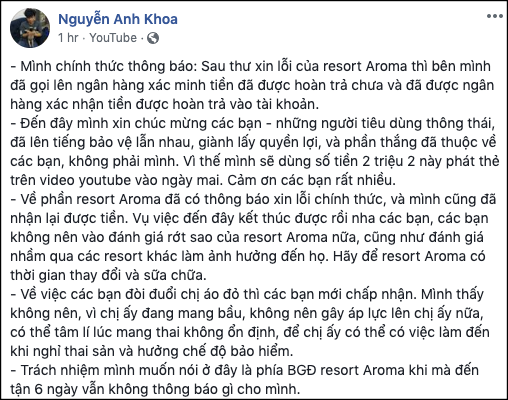 Nguyễn Anh Khoa
1 hr · YouTube ·
- Mình chính thức thông báo: Sau thư xin lỗi của resort Aroma thì bên mình
đã gọi lên ngân hàng xác minh tiền đã được hoàn trả chưa và đã được ngân
hàng xác nhận tiền được hoàn trả vào tài khoản.
- Đến đây mình xin chúc mừng các bạn - những người tiêu dùng thông thái,
đã lên tiếng bảo vệ lẫn nhau, giành lấy quyền lợi, và phần thắng đã thuộc về
các bạn, không phải mình. Vì thế mình sẽ dùng số tiền 2 triệu 2 này phát thẻ
trên video youtube vào ngày mai. Cảm ơn các bạn rất nhiều.
- Về phần resort Aroma đã có thông báo xin lỗi chính thức, và mình cũng đã
nhận lại được tiền. Vụ việc đến đây kết thúc được rồi nha các bạn, các bạn
không nên vào đánh giá rớt sao của resort Aroma nữa, cũng như đánh giá
nhầm qua các resort khác làm ảnh hưởng đến họ. Hãy để resort Aroma có
thời gian thay đổi và sữa chữa.
- Về việc các bạn đòi đuổi chị áo đỏ thì các bạn mới chấp nhận. Mình thấy
không nên, vì chị ấy đang mang bầu, không nên gây áp lực lên chị ấy nữa,
có thể tâm lí lúc mang thai không ổn định, để chị ấy có thể có việc làm đến
khi nghỉ thai sản và hưởng chế độ bảo hiểm.
- Trách nhiệm mình muốn nói ở đây là phía BGĐ resort Aroma khi mà đến
tận 6 ngày vẫn không thông báo gì cho mình.